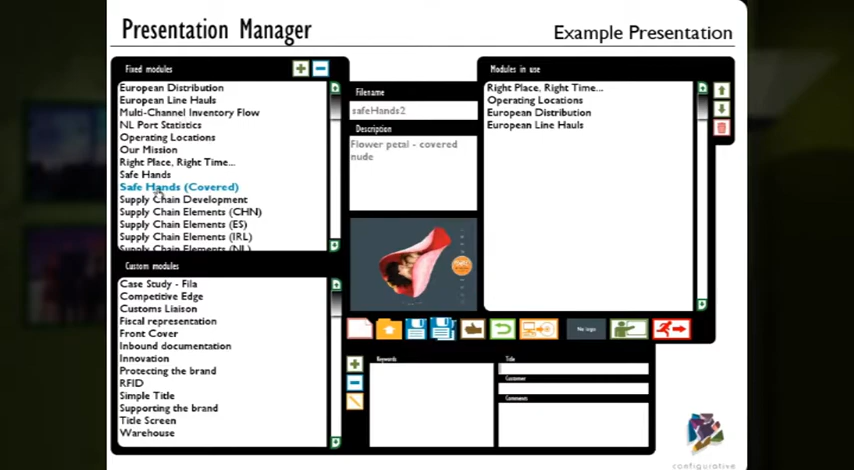 Presentation Manager
Example Presentation
Fixed modules
European Distribution
European Line Hauls
Multi-Channel Inventory Flow
NL Port Statistics
Operating Locations
Our Mission
Right Place, Right Time...
Safe Hands
Safe Hands (Covered)
Supply Chain Development
Supply Chain Elements (CHN)
Supply Chain Elements (ES)
Supply Chain Elements (IRL)
Supply Chain Elements (NL)
Custom modules
Case Study - Fila
Competitive Edge
Customs Liaison
Fiscal representation
Front Cover
Inbound documentation
Innovation
Protecting the brand
RFID
Simple Title
Supporting the brand
Title Screen
Warehouse
Filename
safeHands2
Description
Flower petal - covered
nude
Modules in use
Right Place, Right Time...
Operating Locations
European Distribution
European Line Hauls
No logo
Keywords
Title
Customer
Comments
configurative